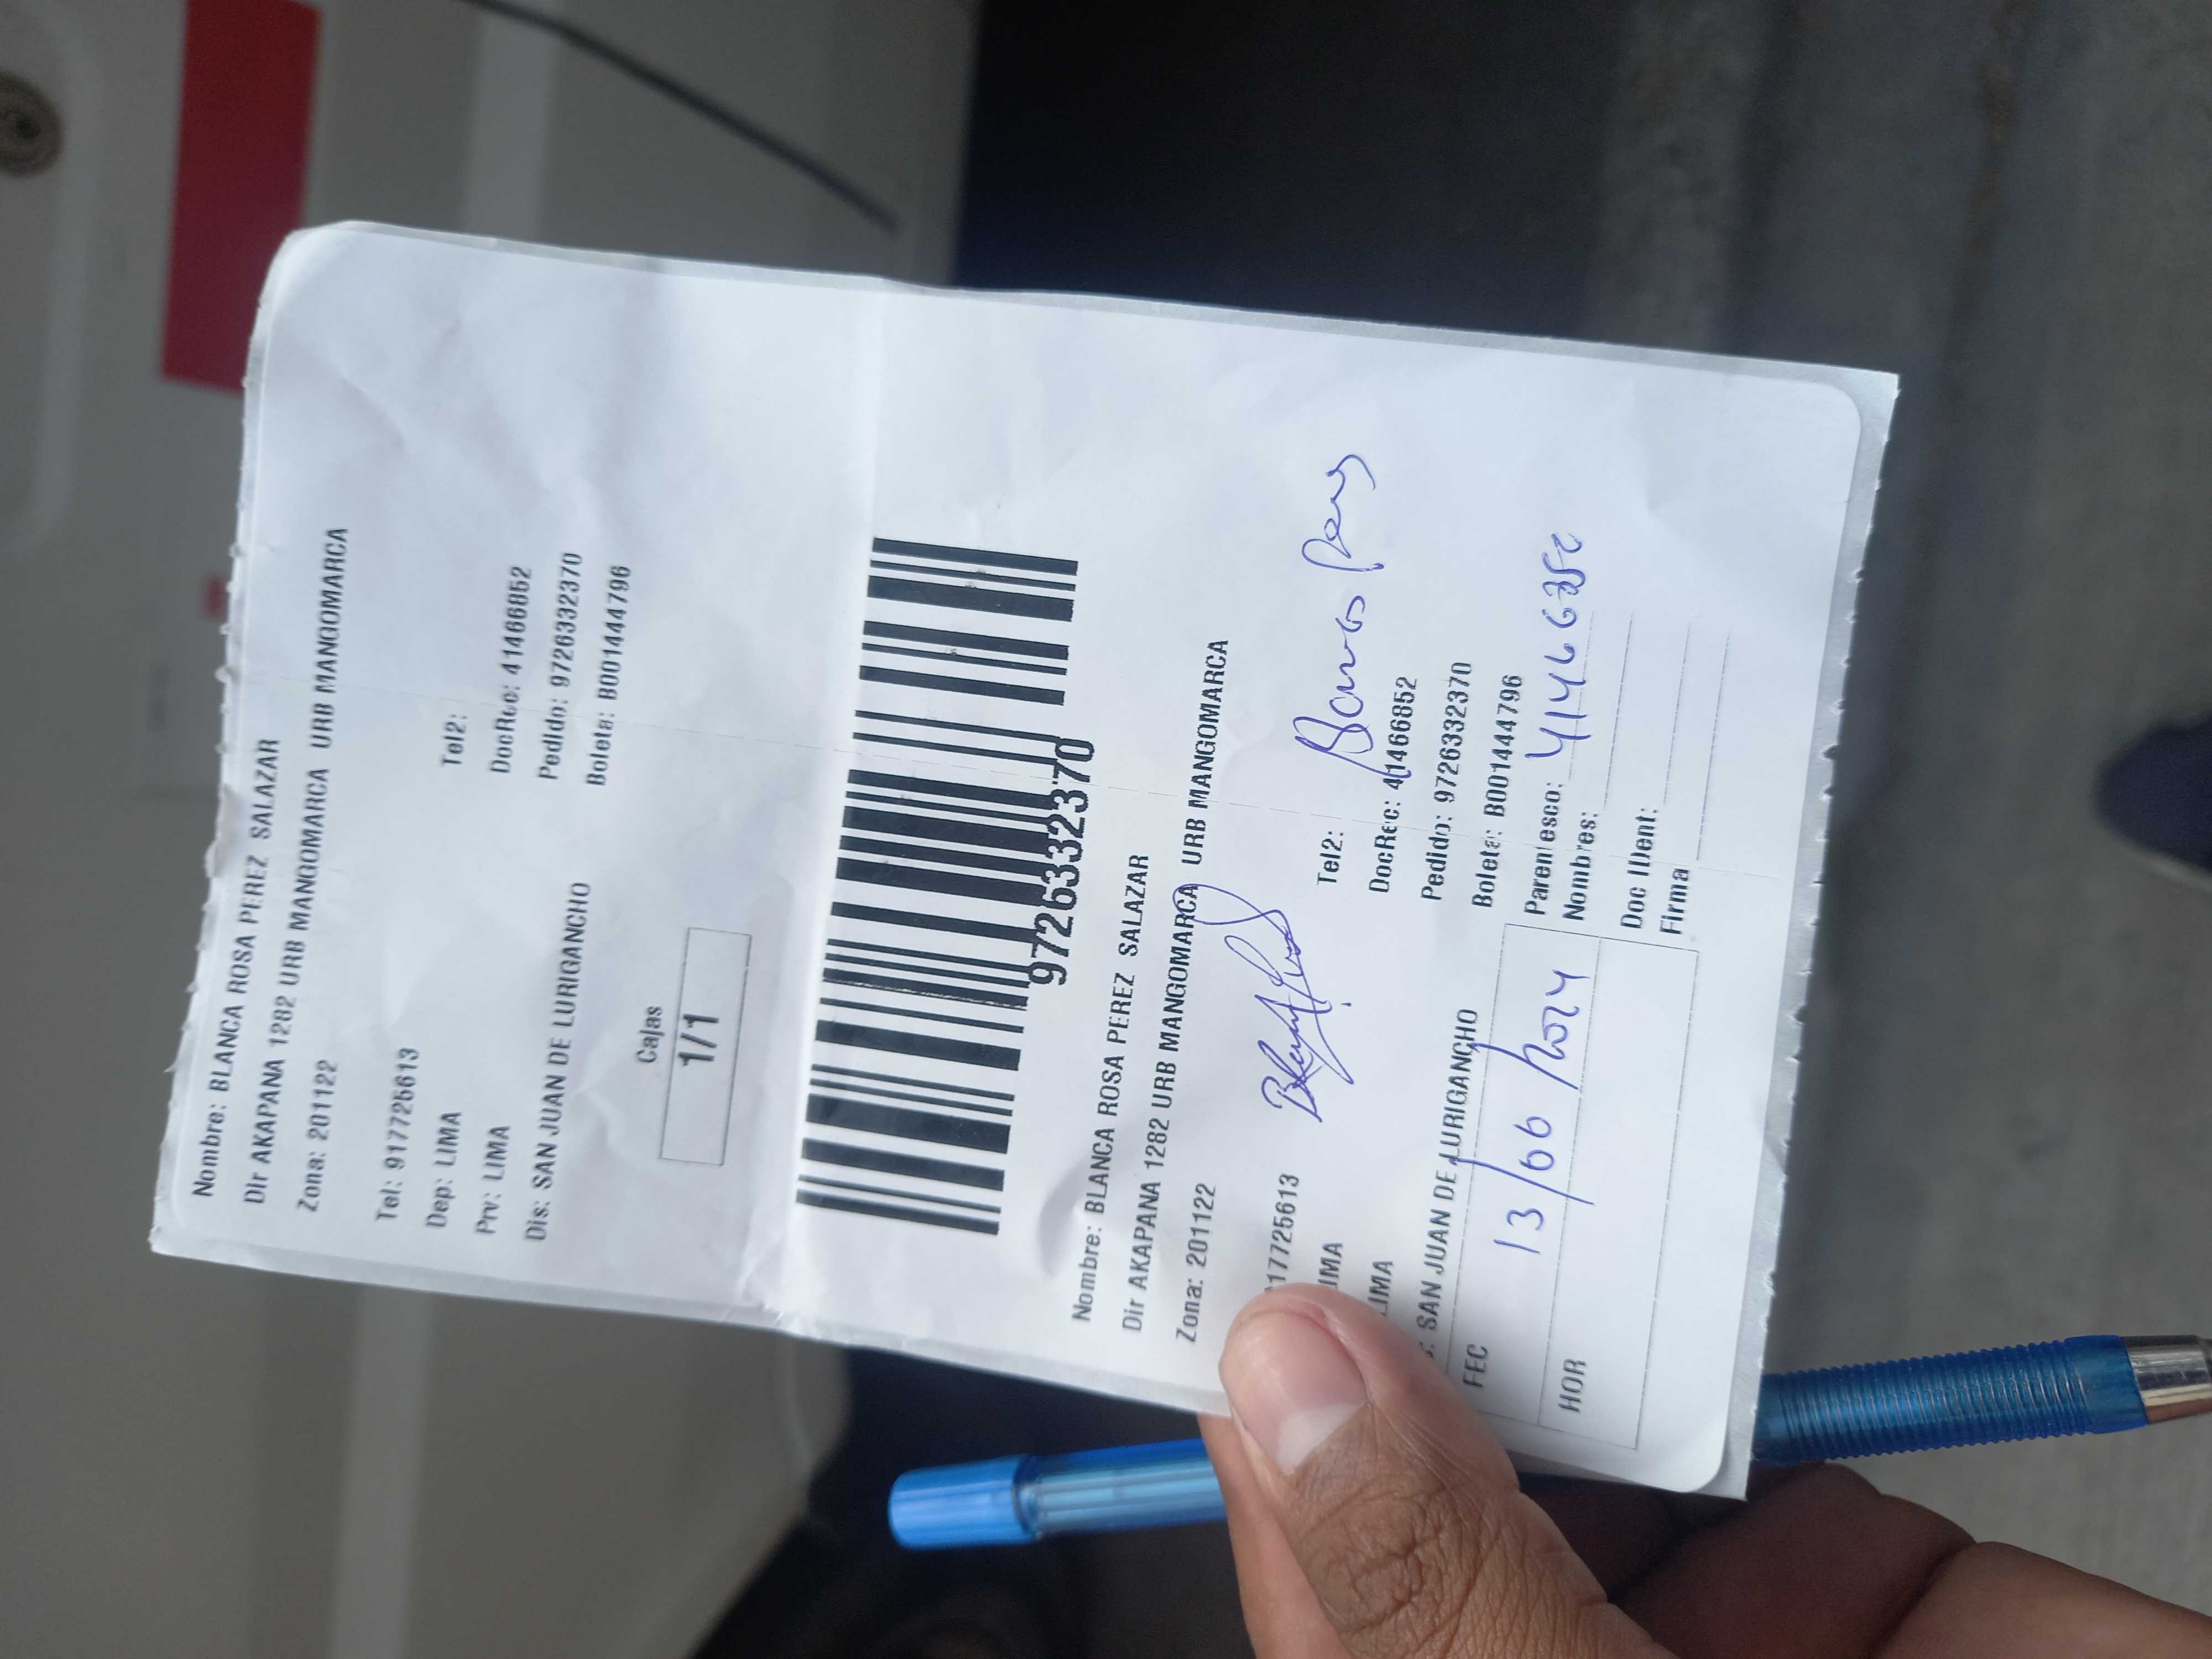 Nombre: BLANCA ROSA PEREZ SALAZAR
Dir AKAPANA 1282 URB MANGOMARCA URB MANGOMARCA
Zona: 201122
Tel: 917725613 Tel2:
Dep: LIMA DocRec: 41466852
Prv: LIMA Pedido: 9726332370
Dis: SAN JUAN DE LURIGANCHO Boleta: B001444796
Cajas
1/1
9726332370
Nombre: BLANCA ROSA PEREZ SALAZAR
Dir AKAPANA 1282 URB MANGOMARCA URB MANGOMARCA
Zona: 201122
17725613 Tel2:
IMA DocRec: 41466852
IMA Pedido: 9726332370
: SAN JUAN DE LURIGANCHO Boleta: B001444796
FEC 13/06/2024 Parentesco:
Nombres:
HOR Doc IDent:
Firma